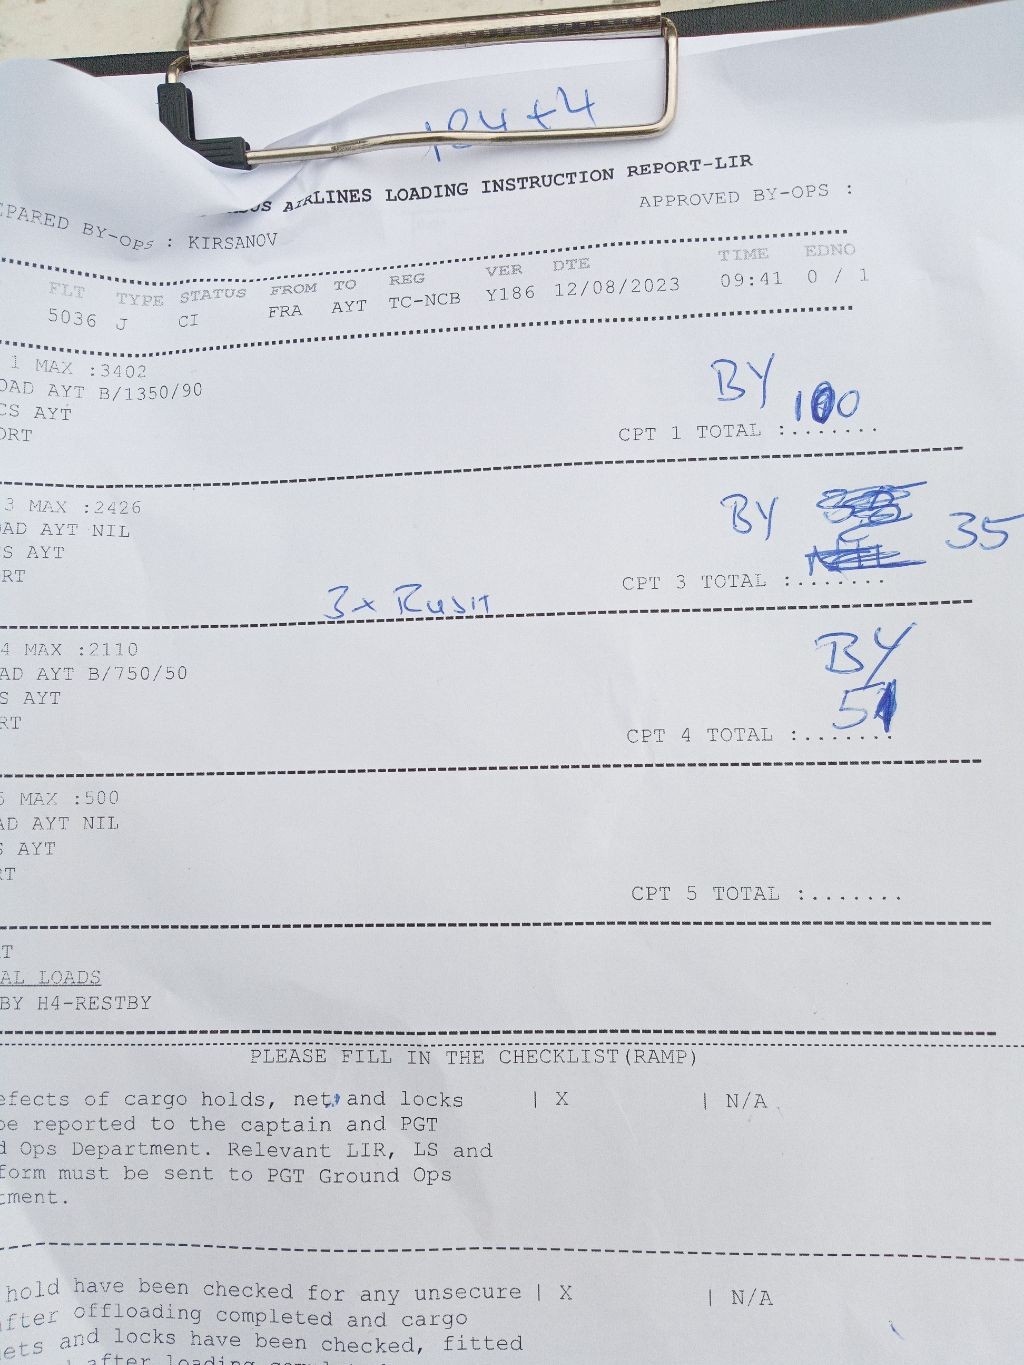 184+4
AIRLINES LOADING INSTRUCTION REPORT-LIR
EPARED BY-OPS : KIRSANOV
APPROVED BY-OPS :
FLT TYPE STATUS FROM TO REG VER DTE TIME EDNO
5036 J CI FRA AYT TC-NCB Y186 12/08/2023 09:41 0 / 1
1 MAX :3402
OAD AYT B/1350/90
CS AYT
ORT
BY 100
CPT 1 TOTAL :........
3 MAX :2426
OAD AYT NIL
S AYT
RT
BY 35
CPT 3 TOTAL :........
3x
4 MAX :2110
AD AYT B/750/50
S AYT
RT
BY
51
CPT 4 TOTAL :........
5 MAX :500
AD AYT NIL
S AYT
RT
CPT 5 TOTAL :........
T
AL LOADS
BY H4-RESTBY
PLEASE FILL IN THE CHECKLIST(RAMP)
efects of cargo holds, net, and locks | X | N/A
be reported to the captain and PGT
d Ops Department. Relevant LIR, LS and
form must be sent to PGT Ground Ops
tment.
hold have been checked for any unsecure | X | N/A
after offloading completed and cargo
ets and locks have been checked, fitted
after loading